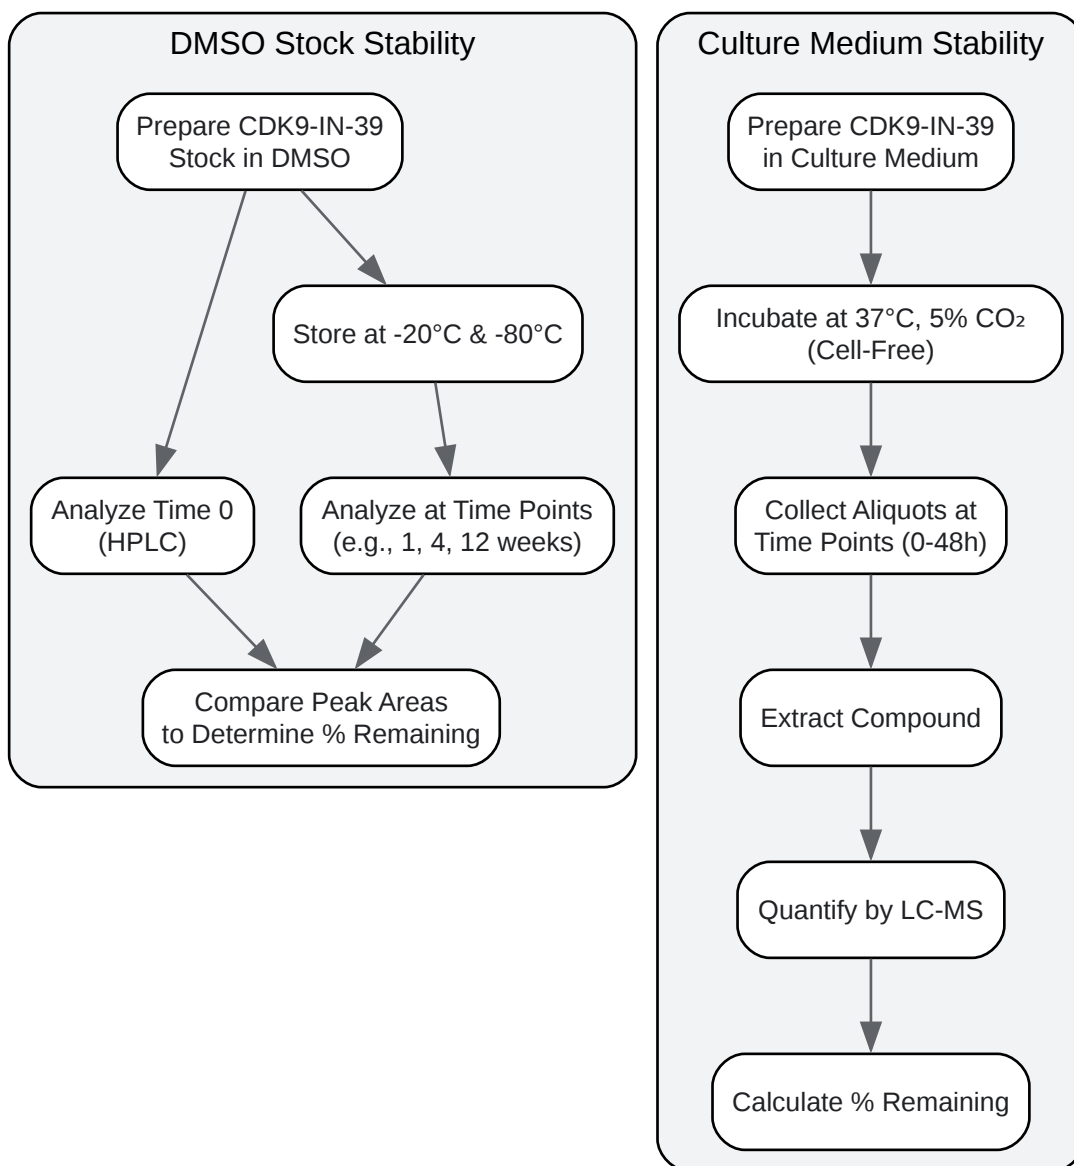 DMSO Stock Stability
Prepare CDK9-IN-39
Stock in DMSO
Store at -20°C & -80°C
Analyze Time 0
(HPLC)
Analyze at Time Points
(e.g., 1, 4, 12 weeks)
Compare Peak Areas
to Determine % Remaining
Culture Medium Stability
Prepare CDK9-IN-39
in Culture Medium
Incubate at 37°C, 5% CO₂
(Cell-Free)
Collect Aliquots at
Time Points (0-48h)
Extract Compound
Quantify by LC-MS
Calculate % Remaining